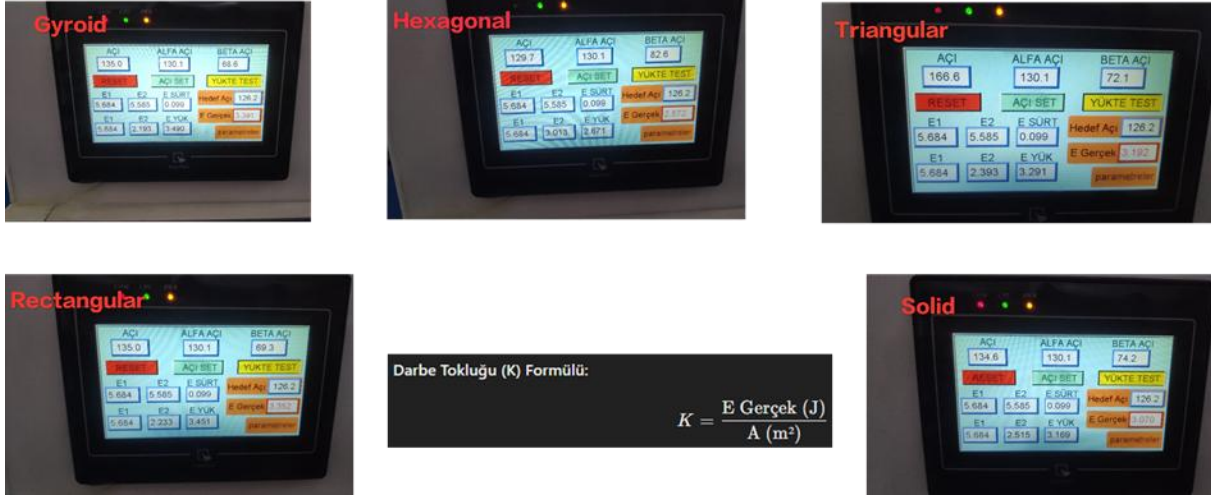 Gyroid
AÇI ALFA AÇI BETA AÇI
135.0 130.1 68.6
RESET AÇI SET YÜKTE TEST
E1 E2 E SÜRT
5.684 5.585 0.099 Hedef Açı 126.2
E1 E2 E YÜK E Gerçek 3.391
5.684 2.193 3.490 parametreler
Hexagonal
AÇI ALFA AÇI BETA AÇI
129.7 130.1 82.6
RESET AÇI SET YÜKTE TEST
E1 E2 E SÜRT
5.684 5.585 0.099 Hedef Açı 126.2
E1 E2 E YÜK E Gerçek
5.684 3.013 2.671 parametreler
Triangular
AÇI ALFA AÇI BETA AÇI
166.6 130.1 72.1
RESET AÇI SET YÜKTE TEST
E1 E2 E SÜRT
5.684 5.585 0.099 Hedef Açı 126.2
E1 E2 E YÜK E Gerçek 3.192
5.684 2.393 3.291 parametreler
Rectangular
AÇI ALFA AÇI BETA AÇI
135.0 130.1 69.3
RESET AÇI SET YÜKTE TEST
E1 E2 E SÜRT
5.684 5.585 0.099 Hedef Açı 126.2
E1 E2 E YÜK E Gerçek 3.352
5.684 2.233 3.451 parametreler
Darbe Tokluğu (K) Formülü:
K = E Gerçek (J)
A (m²)
Solid
AÇI ALFA AÇI BETA AÇI
134.6 130.1 74.2
RESET AÇI SET YÜKTE TEST
E1 E2 E SÜRT
5.684 5.585 0.099 Hedef Açı 126.2
E1 E2 E YÜK E Gerçek 3.070
5.684 2.515 3.169 parametreler